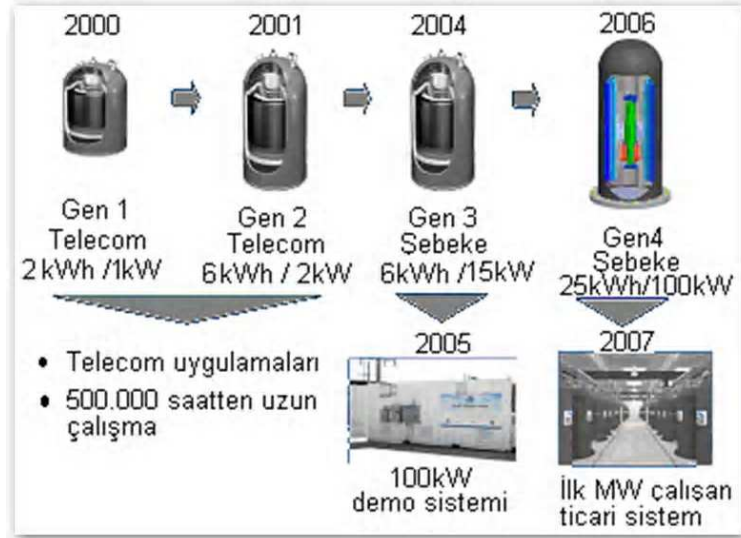 2000
2001
2004
2006
Gen 1
Telecom
2 kWh /1kW
Gen 2
Telecom
6kWh / 2kW
Gen 3
Sebeke
6kWh /15kW
Gen4
Sebeke
25kWh/100kW
• Telecom uygulamaları
• 500.000 saatten uzun
çalışma
2005
100kW
demo sistemi
2007
İlk MW çalışan
ticari sistem